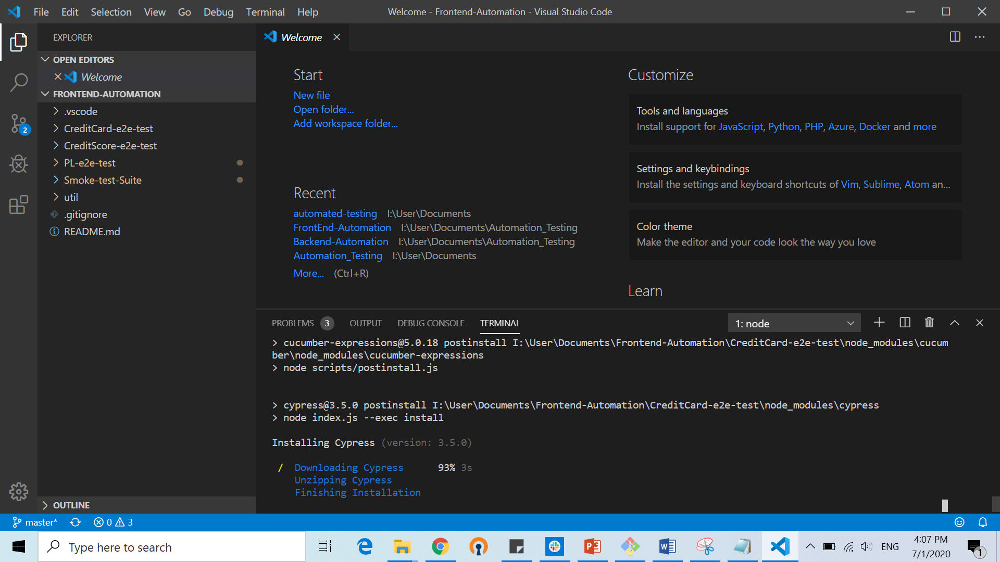 File Edit Selection View Go Debug Terminal Help
Welcome - Frontend-Automation - Visual Studio Code
EXPLORER
OPEN EDITORS
Welcome
FRONTEND-AUTOMATION
.vscode
CreditCard-e2e-test
CreditScore-e2e-test
PL-e2e-test
Smoke-test-Suite
util
.gitignore
README.md
OUTLINE
2
Welcome
Start
New file
Open folder...
Add workspace folder...
Recent
automated-testing I:\User\Documents
FrontEnd-Automation I:\User\Documents\Automation_Testing
Backend-Automation I:\User\Documents\Automation_Testing
Automation_Testing I:\User\Documents
More... (Ctrl+R)
Customize
Tools and languages
Install support for JavaScript, Python, PHP, Azure, Docker and more
Settings and keybindings
Install the settings and keyboard shortcuts of Vim, Sublime, Atom an...
Color theme
Make the editor and your code look the way you love
Learn
PROBLEMS 3 OUTPUT DEBUG CONSOLE TERMINAL
1: node
> cucumber-expressions@5.0.18 postinstall I:\User\Documents\Frontend-Automation\CreditCard-e2e-test\node_modules\cucum
ber\node_modules\cucumber-expressions
> node scripts/postinstall.js
> cypress@3.5.0 postinstall I:\User\Documents\Frontend-Automation\CreditCard-e2e-test\node_modules\cypress
> node index.js --exec install
Installing Cypress (version: 3.5.0)
/ Downloading Cypress 93% 3s
Unzipping Cypress
Finishing Installation
master* 0 3
Type here to search
ENG
4:07 PM
7/1/2020
1